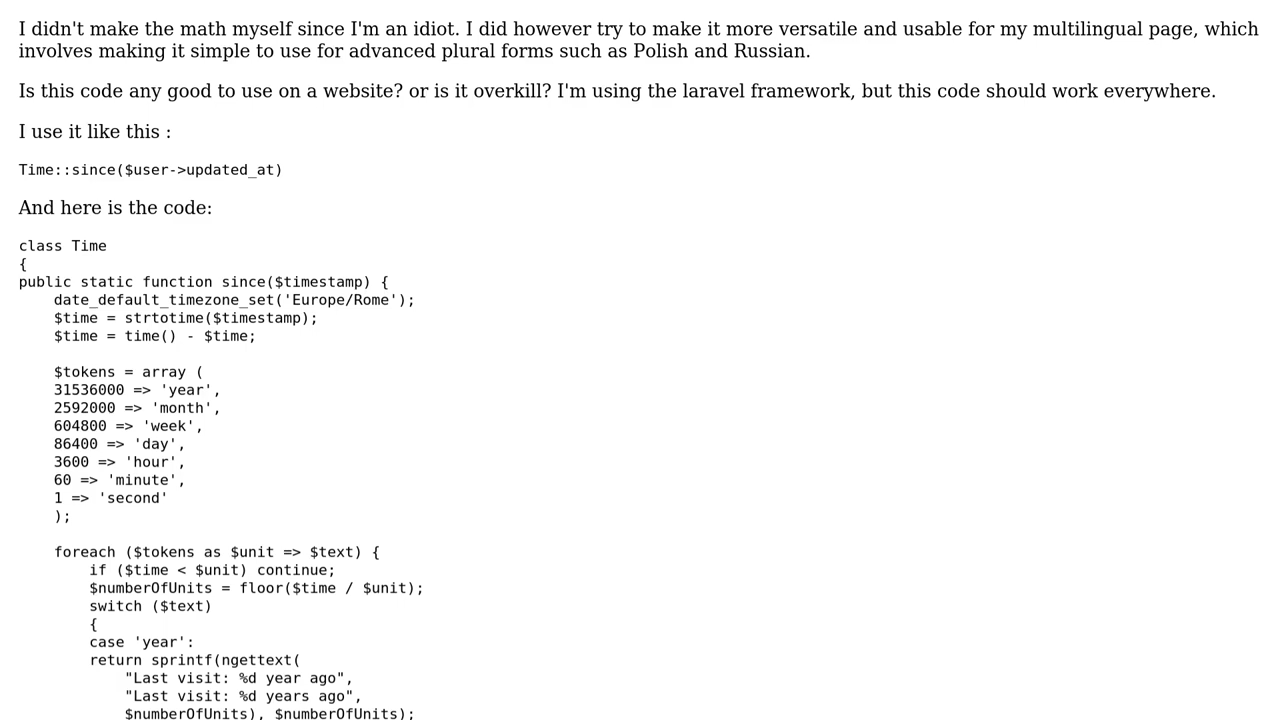 I didn't make the math myself since I'm an idiot. I did however try to make it more versatile and usable for my multilingual page, which
involves making it simple to use for advanced plural forms such as Polish and Russian.
Is this code any good to use on a website? or is it overkill? I'm using the laravel framework, but this code should work everywhere.
I use it like this :
Time::since($user->updated_at)
And here is the code:
class Time
{
public static function since($timestamp) {
    date_default_timezone_set('Europe/Rome');
    $time = strtotime($timestamp);
    $time = time() - $time;

    $tokens = array (
    31536000 => 'year',
    2592000 => 'month',
    604800 => 'week',
    86400 => 'day',
    3600 => 'hour',
    60 => 'minute',
    1 => 'second'
    );

    foreach ($tokens as $unit => $text) {
        if ($time < $unit) continue;
        $numberOfUnits = floor($time / $unit);
        switch ($text)
        {
        case 'year':
        return sprintf(ngettext(
            "Last visit: %d year ago",
            "Last visit: %d years ago",
            $numberOfUnits), $numberOfUnits);